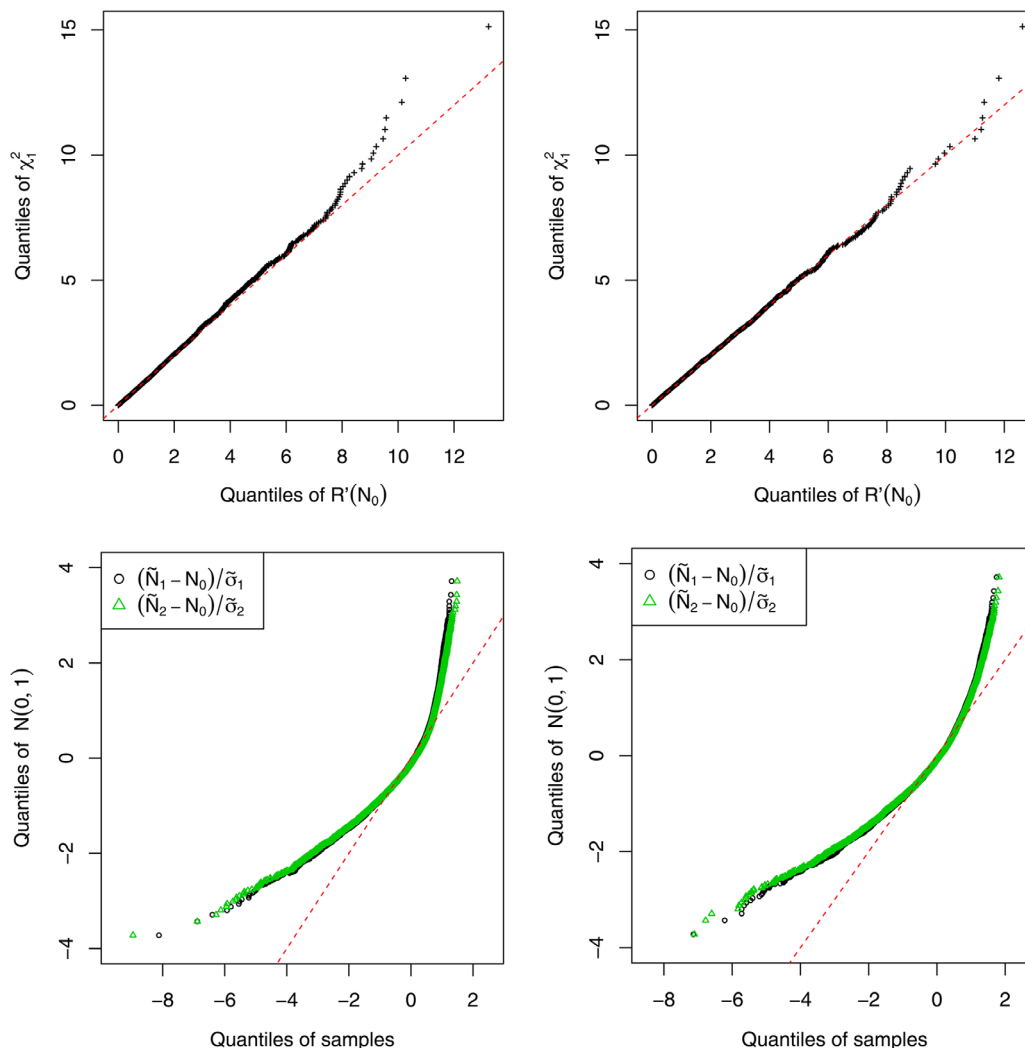 15
10
5
0
Quantiles of χ²₁
0 2 4 6 8 10 12
Quantiles of R’(N₀)
15
10
5
0
Quantiles of χ²₁
0 2 4 6 8 10 12
Quantiles of R’(N₀)
(Ñ₁ − N₀)/σ̃₁
(Ñ₂ − N₀)/σ̃₂
4
2
0
−2
−4
Quantiles of N(0, 1)
−8 −6 −4 −2 0 2
Quantiles of samples
(Ñ₁ − N₀)/σ̃₁
(Ñ₂ − N₀)/σ̃₂
4
2
0
−2
−4
Quantiles of N(0, 1)
−8 −6 −4 −2 0 2
Quantiles of samples